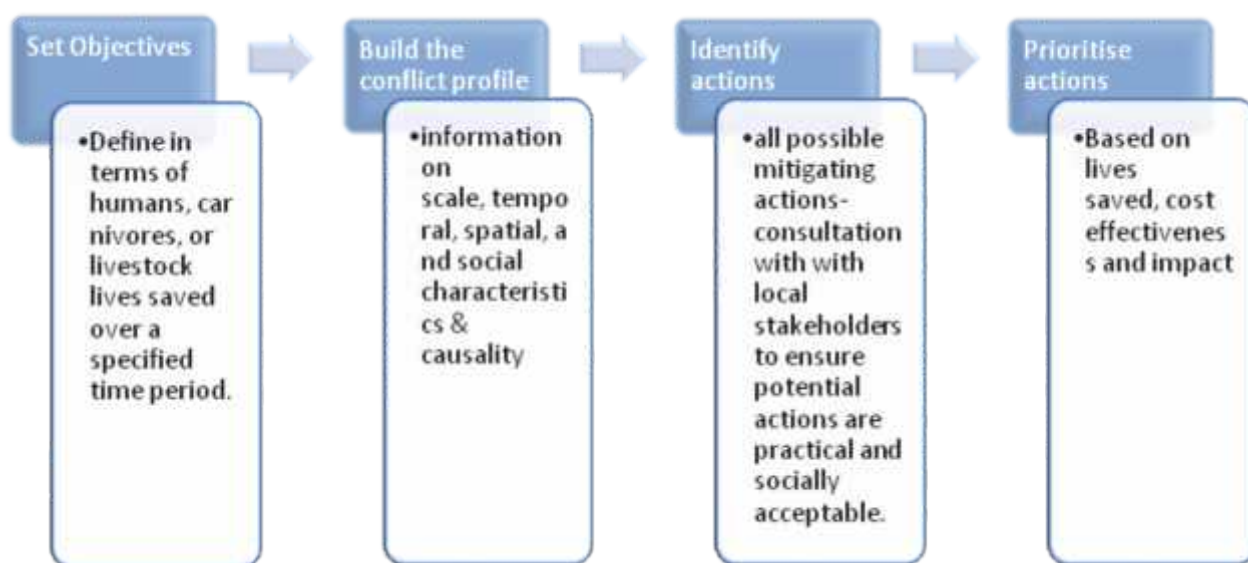 Set Objectives
•Define in
terms of
humans, car
nivores, or
livestock
lives saved
over a
specified
time period.
Build the
conflict profile
•information
on
scale, tempo
ral, spatial, a
nd social
characteristi
cs &
causality
Identify
actions
•all possible
mitigating
actions-
consultation
with with
local
stakeholders
to ensure
potential
actions are
practical and
socially
acceptable.
Prioritise
actions
•Based on
lives
saved, cost
effectivenes
s and impact